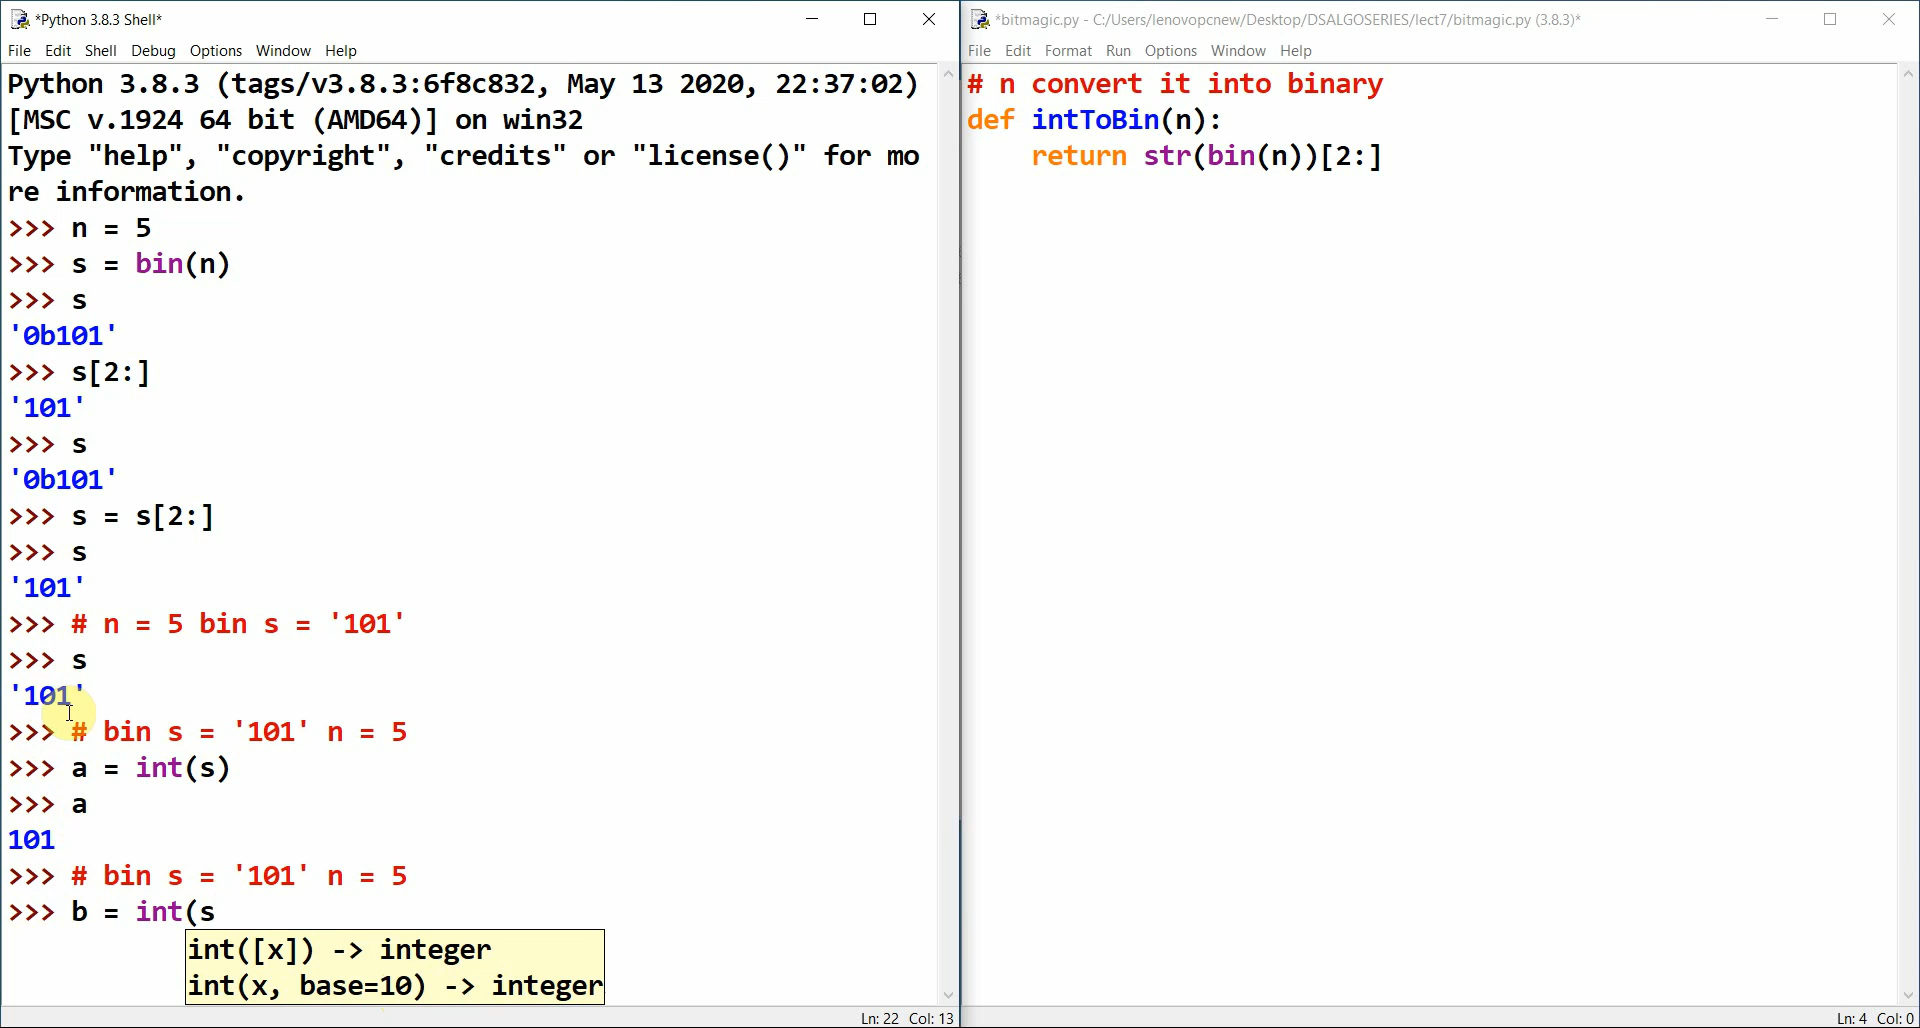 *Python 3.8.3 Shell*
File Edit Shell Debug Options Window Help
Python 3.8.3 (tags/v3.8.3:6f8c832, May 13 2020, 22:37:02)
[MSC v.1924 64 bit (AMD64)] on win32
Type "help", "copyright", "credits" or "license()" for mo
re information.
>>> n = 5
>>> s = bin(n)
>>> s
'0b101'
>>> s[2:]
'101'
>>> s
'0b101'
>>> s = s[2:]
>>> s
'101'
>>> # n = 5 bin s = '101'
>>> s
'101'
>>> # bin s = '101' n = 5
>>> a = int(s)
>>> a
101
>>> # bin s = '101' n = 5
>>> b = int(s
int([x]) -> integer
int(x, base=10) -> integer
Ln: 22 Col: 13
*bitmagic.py - C:/Users/lenovopcnew/Desktop/DSALGOSERIES/lect7/bitmagic.py (3.8.3)*
File Edit Format Run Options Window Help
# n convert it into binary
def intToBin(n):
    return str(bin(n))[2:]
Ln: 4 Col: 0